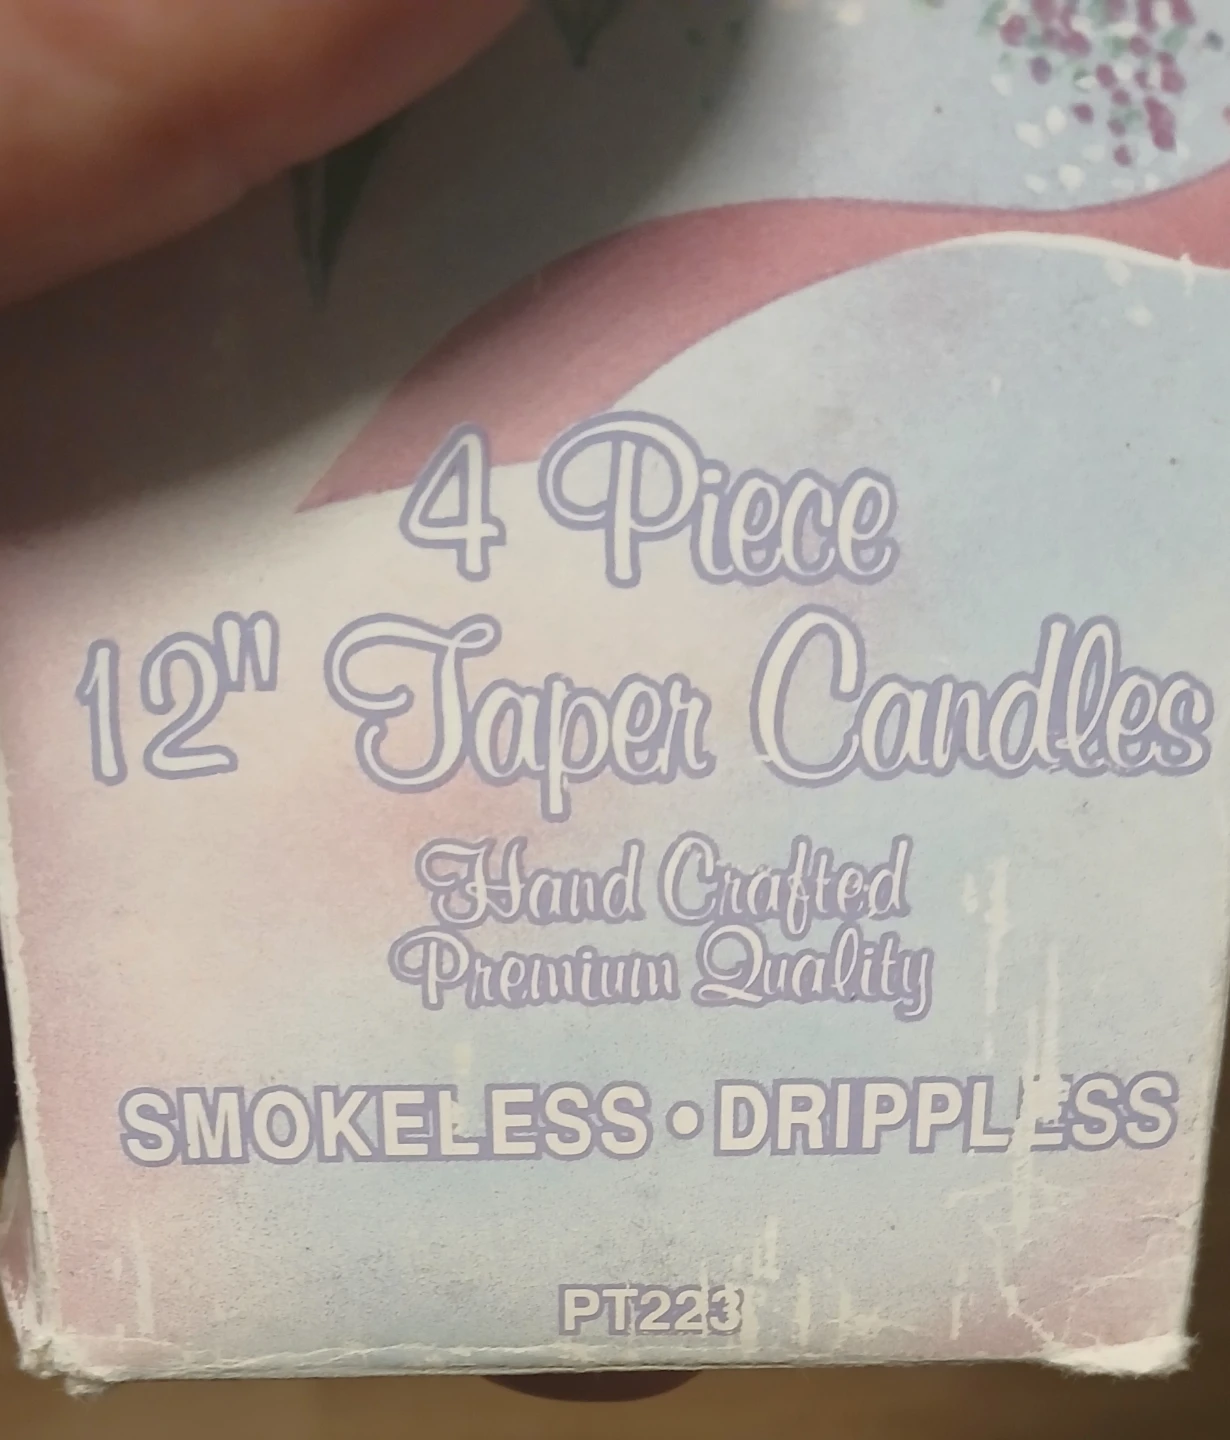 4 Piece
12" Taper Candles
Hand Crafted
Premium Quality
SMOKELESS • DRIPPLESS
PT223